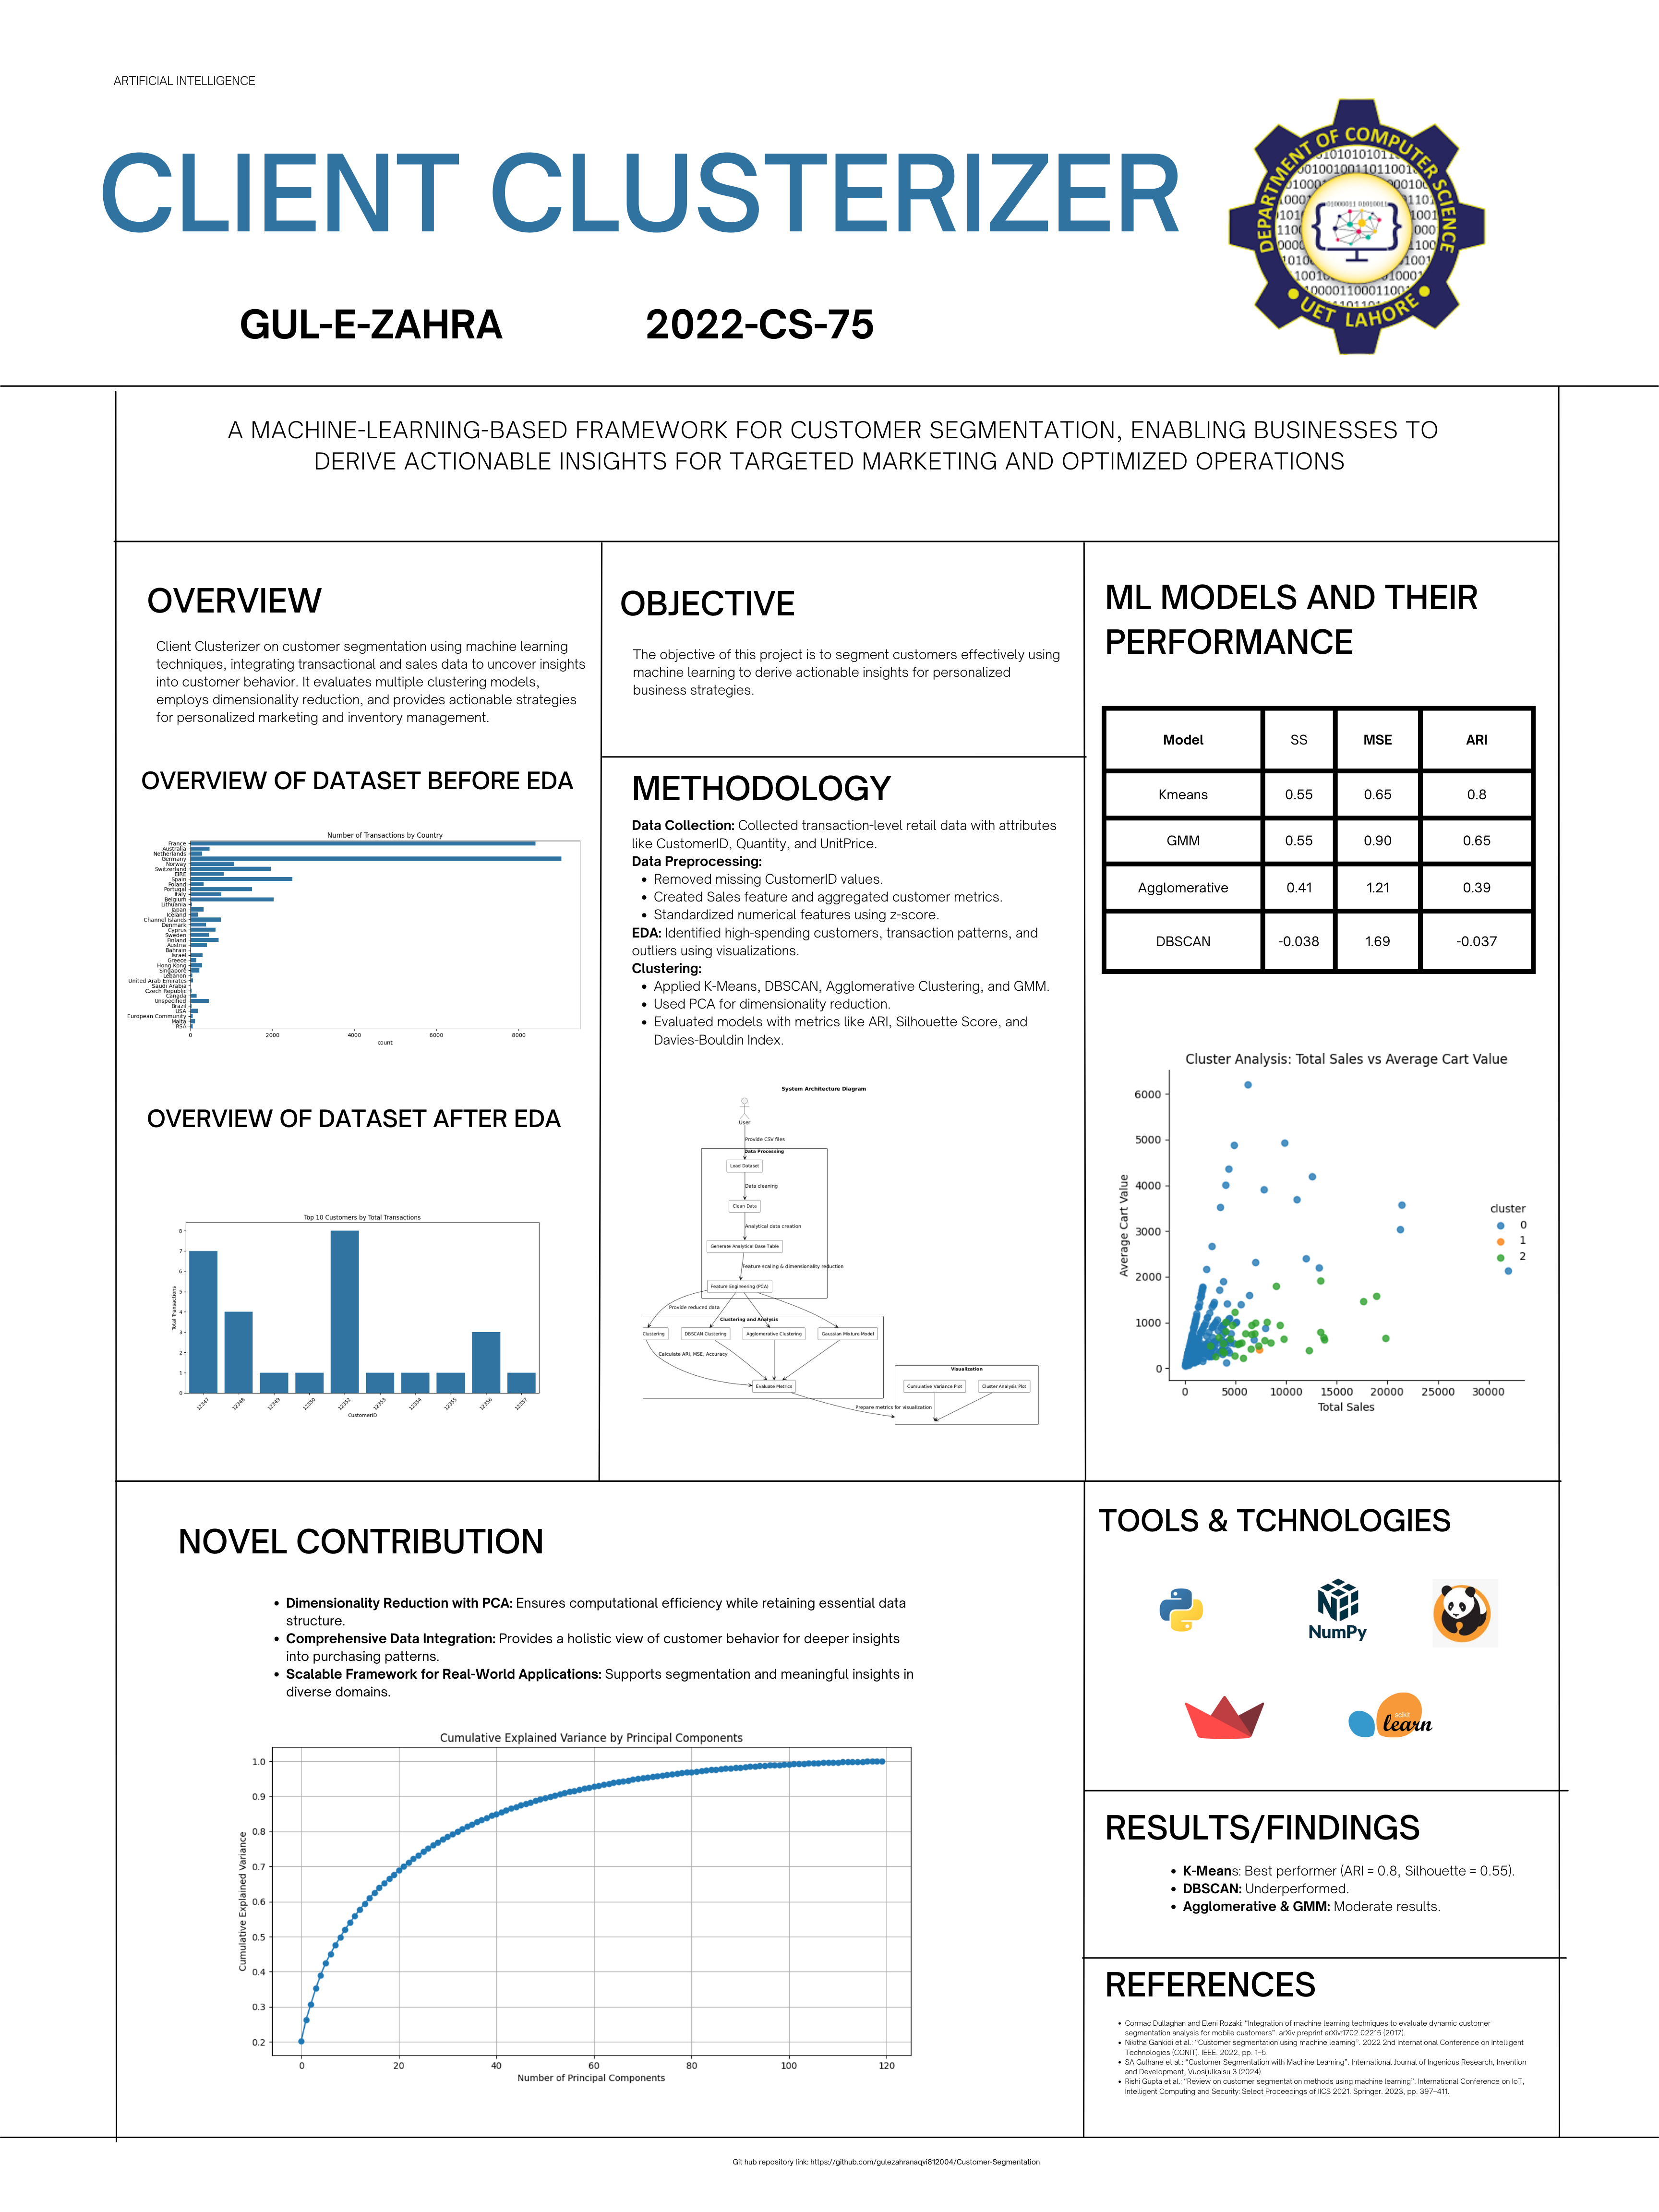 ARTIFICIAL INTELLIGENCE
CLIENT CLUSTERIZER
GUL-E-ZAHRA 2022-CS-75
DEPARTMENT OF COMPUTER SCIENCE
UET LAHORE
A MACHINE-LEARNING-BASED FRAMEWORK FOR CUSTOMER SEGMENTATION, ENABLING BUSINESSES TO
DERIVE ACTIONABLE INSIGHTS FOR TARGETED MARKETING AND OPTIMIZED OPERATIONS
OVERVIEW
Client Clusterizer on customer segmentation using machine learning
techniques, integrating transactional and sales data to uncover insights
into customer behavior. It evaluates multiple clustering models,
employs dimensionality reduction, and provides actionable strategies
for personalized marketing and inventory management.
OVERVIEW OF DATASET BEFORE EDA
Number of Transactions by Country
France
Australia
Netherlands
Germany
Norway
Switzerland
EIRE
Spain
Poland
Portugal
Italy
Belgium
Lithuania
Japan
Iceland
Channel Islands
Denmark
Cyprus
Sweden
Finland
Austria
Bahrain
Israel
Greece
Hong Kong
Singapore
Lebanon
United Arab Emirates
Saudi Arabia
Czech Republic
Canada
Unspecified
Brazil
USA
European Community
Malta
RSA
0 2000 4000 6000 8000
count
OVERVIEW OF DATASET AFTER EDA
Top 10 Customers by Total Transactions
Total Transactions
8
7
6
5
4
3
2
1
0
12347 12348 12349 12350 12352 12353 12354 12355 12356 12357
CustomerID
OBJECTIVE
The objective of this project is to segment customers effectively using
machine learning to derive actionable insights for personalized
business strategies.
METHODOLOGY
Data Collection: Collected transaction-level retail data with attributes
like CustomerID, Quantity, and UnitPrice.
Data Preprocessing:
• Removed missing CustomerID values.
• Created Sales feature and aggregated customer metrics.
• Standardized numerical features using z-score.
EDA: Identified high-spending customers, transaction patterns, and
outliers using visualizations.
Clustering:
• Applied K-Means, DBSCAN, Agglomerative Clustering, and GMM.
• Used PCA for dimensionality reduction.
• Evaluated models with metrics like ARI, Silhouette Score, and
Davies-Bouldin Index.
System Architecture Diagram
User
Provide CSV files
Data Processing
Load Dataset
Data cleaning
Clean Data
Analytical data creation
Generate Analytical Base Table
Feature scaling & dimensionality reduction
Feature Engineering (PCA)
Provide reduced data
Clustering and Analysis
Clustering DBSCAN Clustering Agglomerative Clustering Gaussian Mixture Model
Calculate ARI, MSE, Accuracy
Evaluate Metrics
Prepare metrics for visualization
Visualization
Cumulative Variance Plot Cluster Analysis Plot
ML MODELS AND THEIR
PERFORMANCE
Model SS MSE ARI
Kmeans 0.55 0.65 0.8
GMM 0.55 0.90 0.65
Agglomerative 0.41 1.21 0.39
DBSCAN -0.038 1.69 -0.037
Cluster Analysis: Total Sales vs Average Cart Value
Average Cart Value
6000
5000
4000
3000
2000
1000
0
0 5000 10000 15000 20000 25000 30000
Total Sales
cluster
0
1
2
NOVEL CONTRIBUTION
• Dimensionality Reduction with PCA: Ensures computational efficiency while retaining essential data
structure.
• Comprehensive Data Integration: Provides a holistic view of customer behavior for deeper insights
into purchasing patterns.
• Scalable Framework for Real-World Applications: Supports segmentation and meaningful insights in
diverse domains.
Cumulative Explained Variance by Principal Components
Cumulative Explained Variance
1.0
0.9
0.8
0.7
0.6
0.5
0.4
0.3
0.2
0 20 40 60 80 100 120
Number of Principal Components
TOOLS & TCHNOLOGIES
NumPy
scikit
learn
RESULTS/FINDINGS
• K-Means: Best performer (ARI = 0.8, Silhouette = 0.55).
• DBSCAN: Underperformed.
• Agglomerative & GMM: Moderate results.
REFERENCES
• Cormac Dullaghan and Eleni Rozaki: "Integration of machine learning techniques to evaluate dynamic customer
segmentation analysis for mobile customers". arXiv preprint arXiv:1702.02215 (2017).
• Nikitha Gankidi et al.: "Customer segmentation using machine learning". 2022 2nd International Conference on Intelligent
Technologies (CONIT). IEEE. 2022, pp. 1–5.
• SA Gulhane et al.: "Customer Segmentation with Machine Learning". International Journal of Ingenious Research, Invention
and Development, Vuosijulkaisu 3 (2024).
• Rishi Gupta et al.: "Review on customer segmentation methods using machine learning". International Conference on IoT,
Intelligent Computing and Security: Select Proceedings of IICS 2021. Springer. 2023, pp. 397–411.
Git hub repository link: https://github.com/gulezahranaqvi812004/Customer-Segmentation